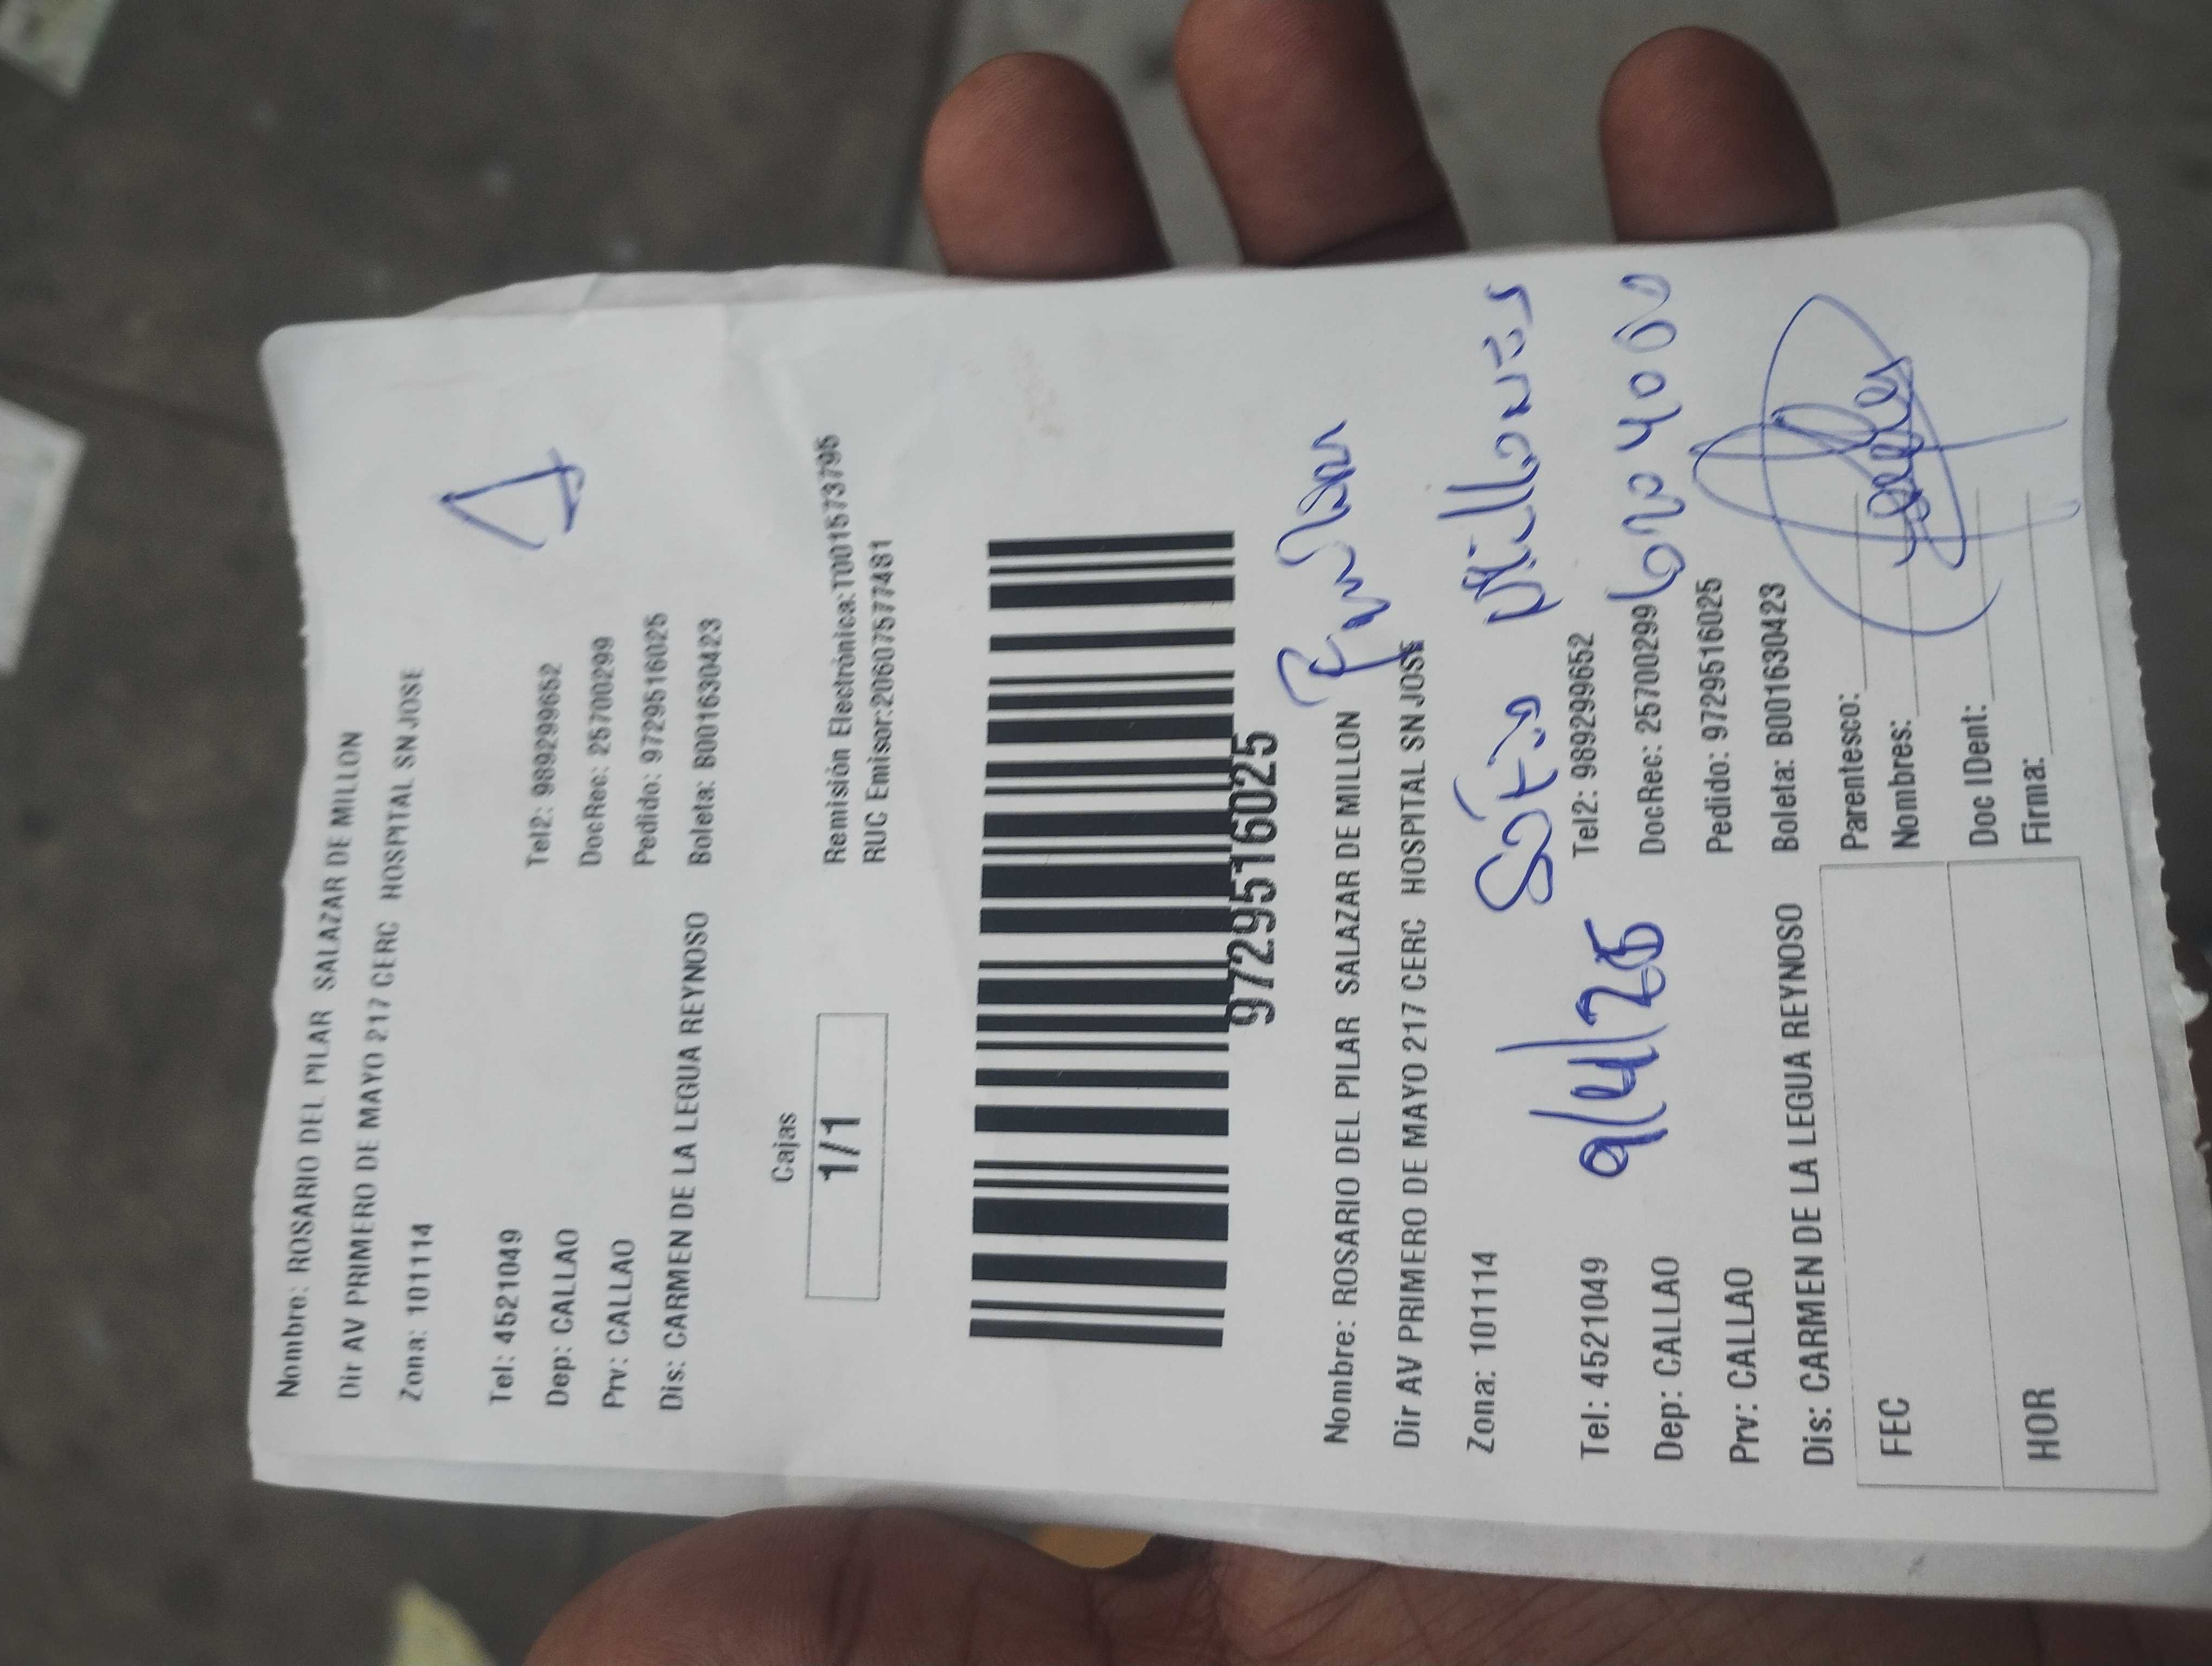 Nombre: ROSARIO DEL PILAR SALAZAR DE MILLON
Dir AV PRIMERO DE MAYO 217 CERC HOSPITAL SN JOSE
Zona: 101114
Tel: 4521049 Tel2: 989299652
Dep: CALLAO DocRec: 25700299
Prv: CALLAO Pedido: 9729516025
Dis: CARMEN DE LA LEGUA REYNOSO Boleta: B001630423
Cajas
1/1
Remisión Electrónica:T001573795
RUC Emisor:20607577481
9729516025
Nombre: ROSARIO DEL PILAR SALAZAR DE MILLON
Dir AV PRIMERO DE MAYO 217 CERC HOSPITAL SN JOSE
Zona: 101114 Soto Millones
Tel: 4521049 Tel2: 989299652
9/4/25
Dep: CALLAO DocRec: 25700299
Prv: CALLAO Pedido: 9729516025
Dis: CARMEN DE LA LEGUA REYNOSO Boleta: B001630423
FEC Parentesco:
Nombres:
HOR Doc IDent:
Firma: